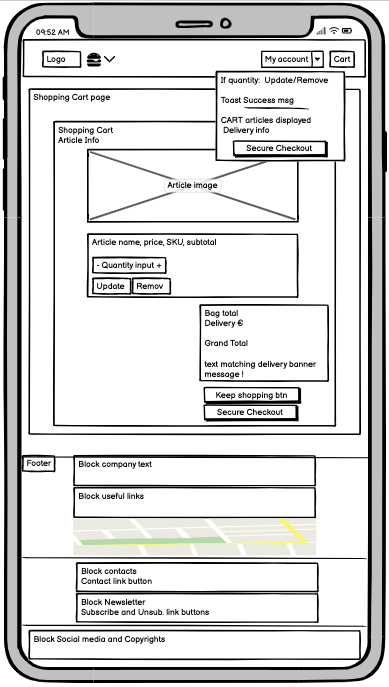 09:52 AM
Logo
My account
Cart
If quantity: Update/Remove
Toast Success msg
CART articles displayed
Delivery info
Secure Checkout
Shopping Cart page
Shopping Cart
Article Info
Article image
Article name, price, SKU, subtotal
- Quantity input +
Update
Remov
Bag total
Delivery €
Grand Total
text matching delivery banner
message !
Keep shopping btn
Secure Checkout
Footer
Block company text
Block useful links
Block contacts
Contact link button
Block Newsletter
Subscribe and Unsub. link buttons
Block Social media and Copyrights